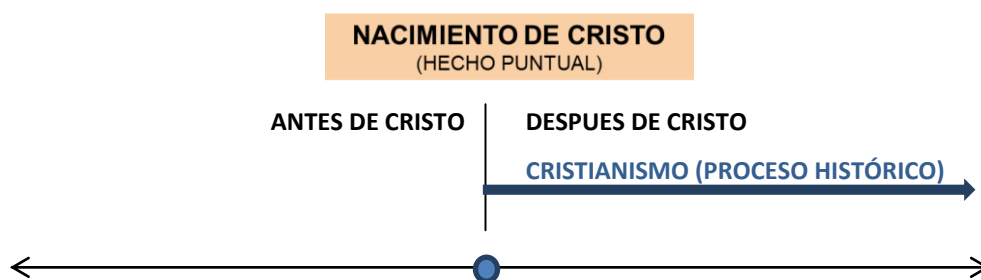 NACIMIENTO DE CRISTO
(HECHO PUNTUAL)
ANTES DE CRISTO
DESPUES DE CRISTO
CRISTIANISMO (PROCESO HISTÓRICO)